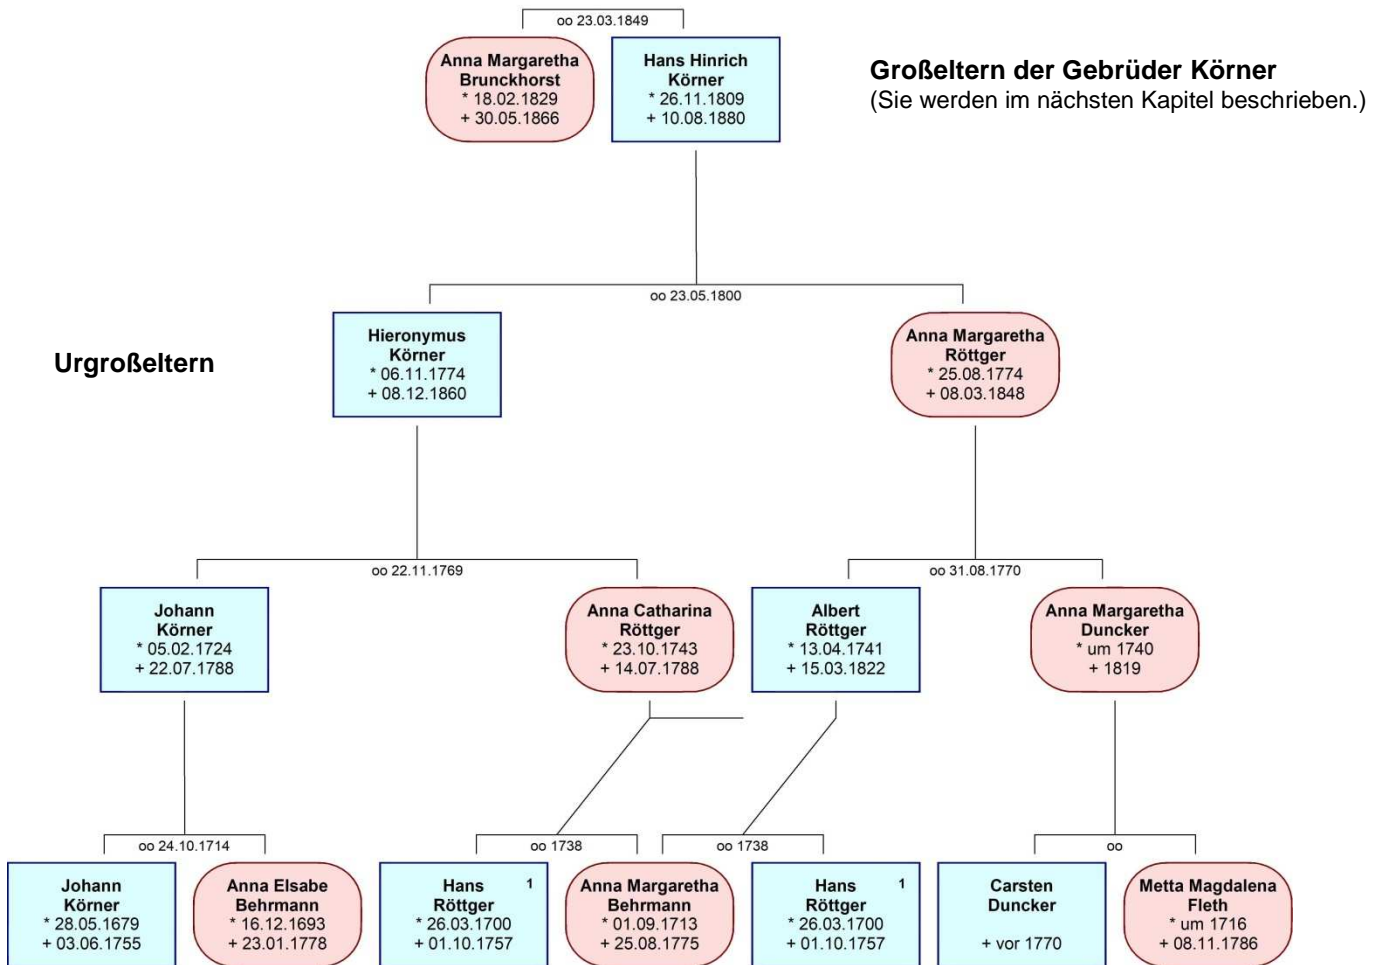 oo 23.03.1849
Anna Margaretha
Brunckhorst
* 18.02.1829
+ 30.05.1866
Hans Hinrich
Körner
* 26.11.1809
+ 10.08.1880
Großeltern der Gebrüder Körner
(Sie werden im nächsten Kapitel beschrieben.)
oo 23.05.1800
Urgroßeltern
Hieronymus
Körner
* 06.11.1774
+ 08.12.1860
Anna Margaretha
Röttger
* 25.08.1774
+ 08.03.1848
oo 22.11.1769
oo 31.08.1770
Johann
Körner
* 05.02.1724
+ 22.07.1788
Anna Catharina
Röttger
* 23.10.1743
+ 14.07.1788
Albert
Röttger
* 13.04.1741
+ 15.03.1822
Anna Margaretha
Duncker
* um 1740
+ 1819
oo 24.10.1714
oo 1738
oo 1738
oo
Johann
Körner
* 28.05.1679
+ 03.06.1755
Anna Elsabe
Behrmann
* 16.12.1693
+ 23.01.1778
Hans 1
Röttger
* 26.03.1700
+ 01.10.1757
Anna Margaretha
Behrmann
* 01.09.1713
+ 25.08.1775
Hans 1
Röttger
* 26.03.1700
+ 01.10.1757
Carsten
Duncker
+ vor 1770
Metta Magdalena
Fleth
* um 1716
+ 08.11.1786